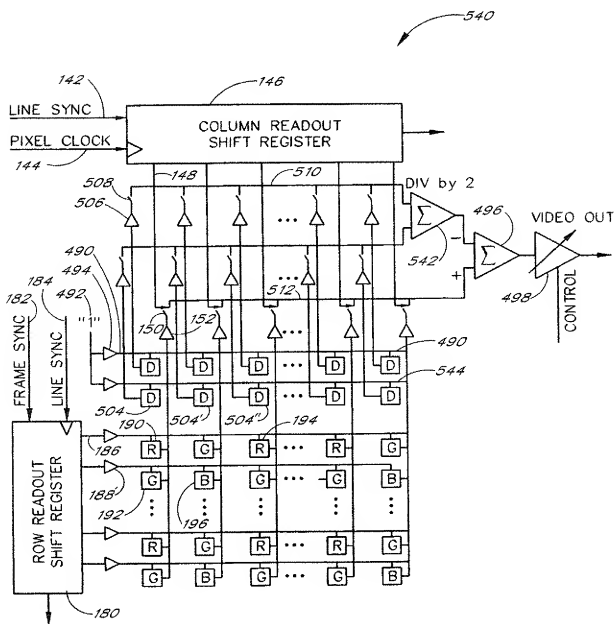 540
142
146
LINE SYNC
COLUMN READOUT
SHIFT REGISTER
PIXEL CLOCK
144
148
510
508
506
DIV by 2
Σ
496
VIDEO OUT
542
−
Σ
+
498
CONTROL
490
494
184
492
182
"1"
FRAME SYNC
LINE SYNC
512
150
152
490
D D D ... D D
544
D D D ... D D
504
504'
504"
190
194
186
R G R R ... G
188'
G B G G ... B
192
196
ROW READOUT
SHIFT REGISTER
R G R ... R G
G B G ... G B
180